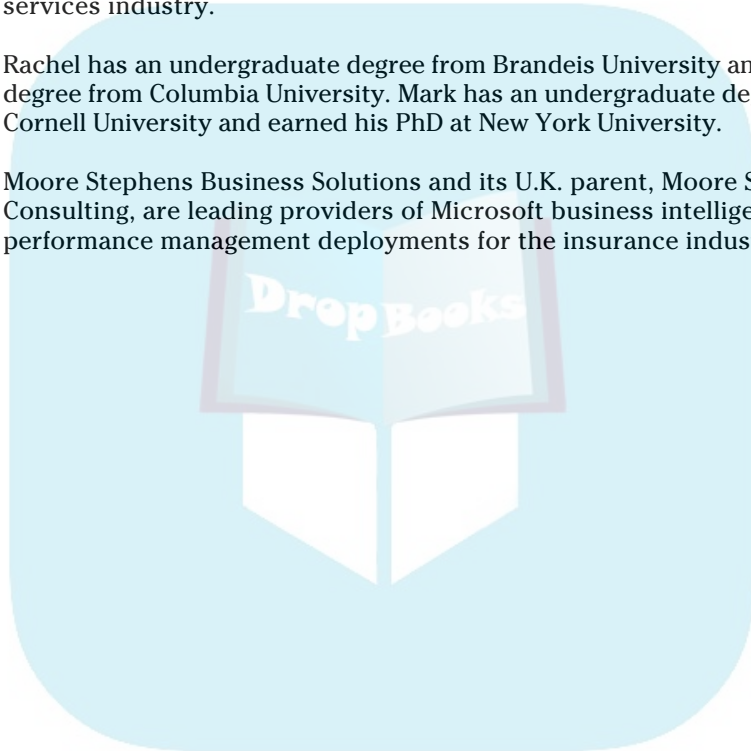 services industry.
Rachel has an undergraduate degree from Brandeis University an
degree from Columbia University. Mark has an undergraduate de
Cornell University and earned his PhD at New York University.
Moore Stephens Business Solutions and its U.K. parent, Moore S
Consulting, are leading providers of Microsoft business intellige
performance management deployments for the insurance indus
DropBooks